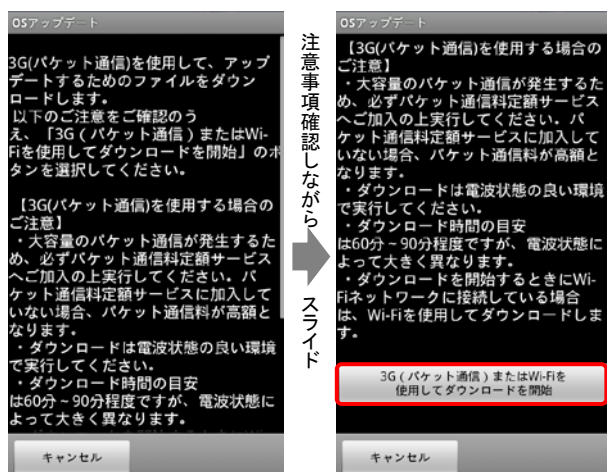 OSアップデート
3G(パケット通信)を使用して、アップ
デートするためのファイルをダウン
ロードします。
以下のご注意をご確認のう
え、「3G ( パケット通信 ) またはWi-
Fiを使用してダウンロードを開始」のボ
タンを選択してください。
【3G(パケット通信)を使用する場合の
ご注意】
・大容量のパケット通信が発生するた
め、必ずパケット通信料定額サービス
へご加入の上実行してください。パ
ケット通信料定額サービスに加入して
いない場合、パケット通信料が高額と
なります。
・ダウンロードは電波状態の良い環境
で実行してください。
・ダウンロード時間の目安
は60分~90分程度ですが、電波状態に
よって大きく異なります。
キャンセル
注意事項確認しながら
スライド
OSアップデート
【3G(パケット通信)を使用する場合の
ご注意】
・大容量のパケット通信が発生するた
め、必ずパケット通信料定額サービス
へご加入の上実行してください。パ
ケット通信料定額サービスに加入して
いない場合、パケット通信料が高額と
なります。
・ダウンロードは電波状態の良い環境
で実行してください。
・ダウンロード時間の目安
は60分~90分程度ですが、電波状態に
よって大きく異なります。
・ダウンロードを開始するときにWi-
Fiネットワークに接続している場合
は、Wi-Fiを使用してダウンロードしま
す。
3G ( パケット通信 ) またはWi-Fiを
使用してダウンロードを開始
キャンセル